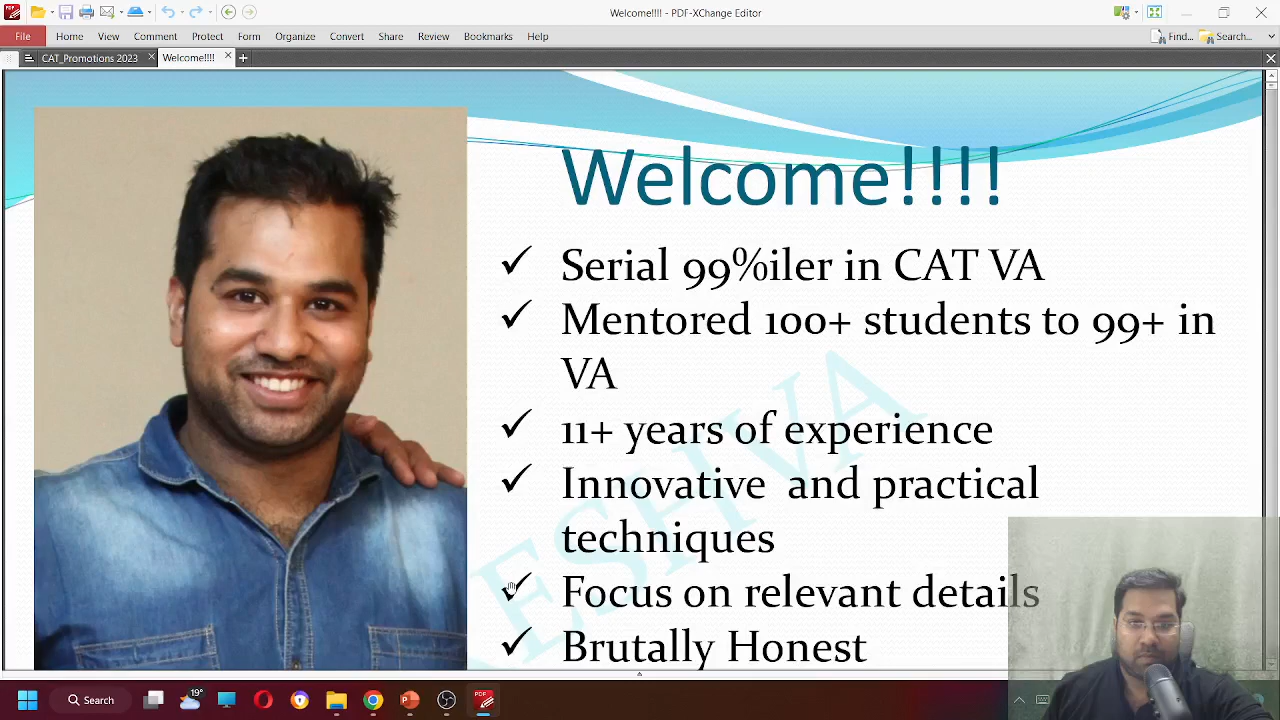 Welcome!!!! - PDF-XChange Editor
File Home View Comment Protect Form Organize Convert Share Review Bookmarks Help Find... Search...
CAT_Promotions 2023 Welcome!!!!
Welcome!!!!
✓ Serial 99%iler in CAT VA
✓ Mentored 100+ students to 99+ in
VA
✓ 11+ years of experience
✓ Innovative and practical
techniques
✓ Focus on relevant details
✓ Brutally Honest
19°
Search
PDF